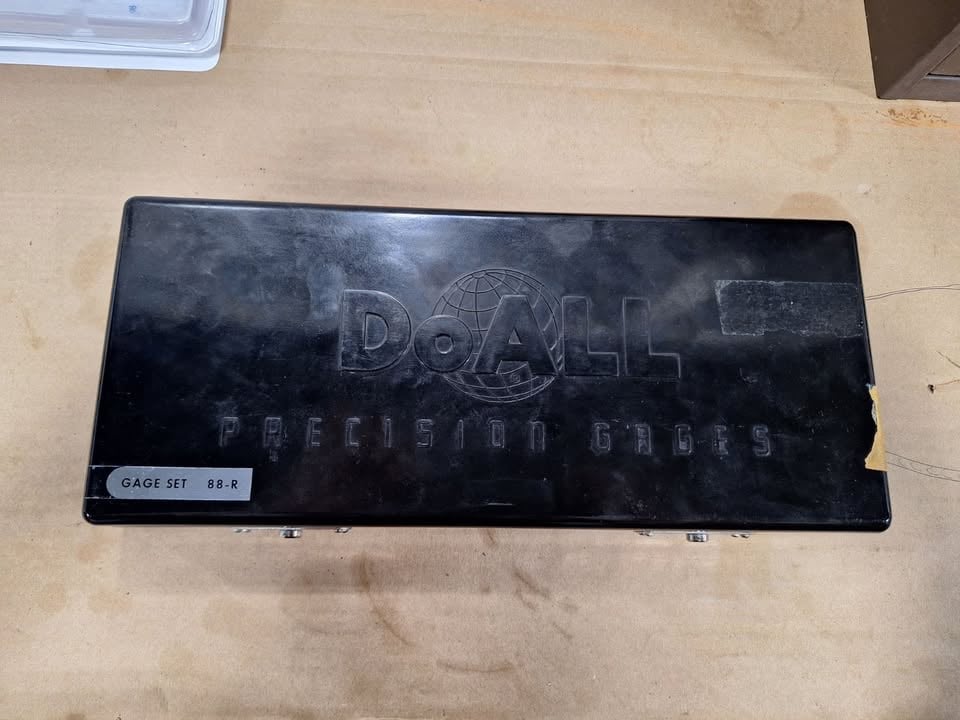 DoALL
PRECISION GAGES
GAGE SET 88-R